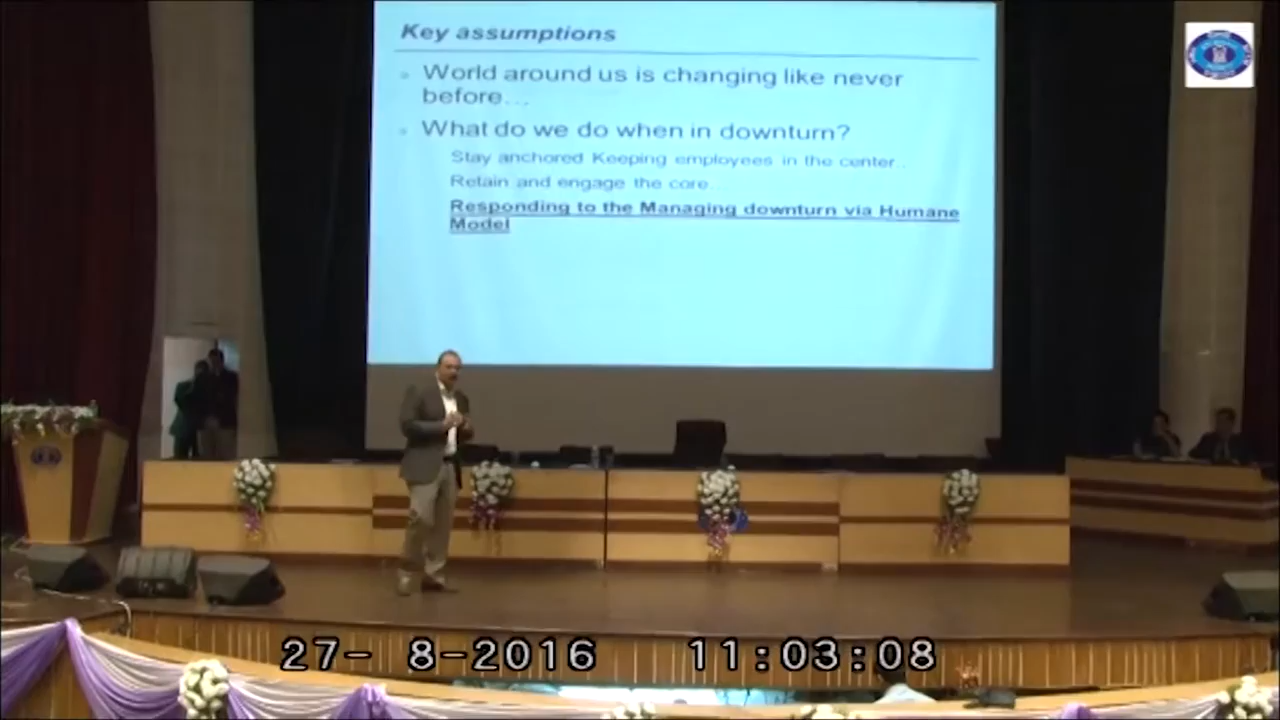 Key assumptions
World around us is changing like never
before...
What do we do when in downturn?
Stay anchored Keeping employees in the center..
Retain and engage the core..
Responding to the Managing downturn via Humane
Model
27- 8-2016 11:03:08